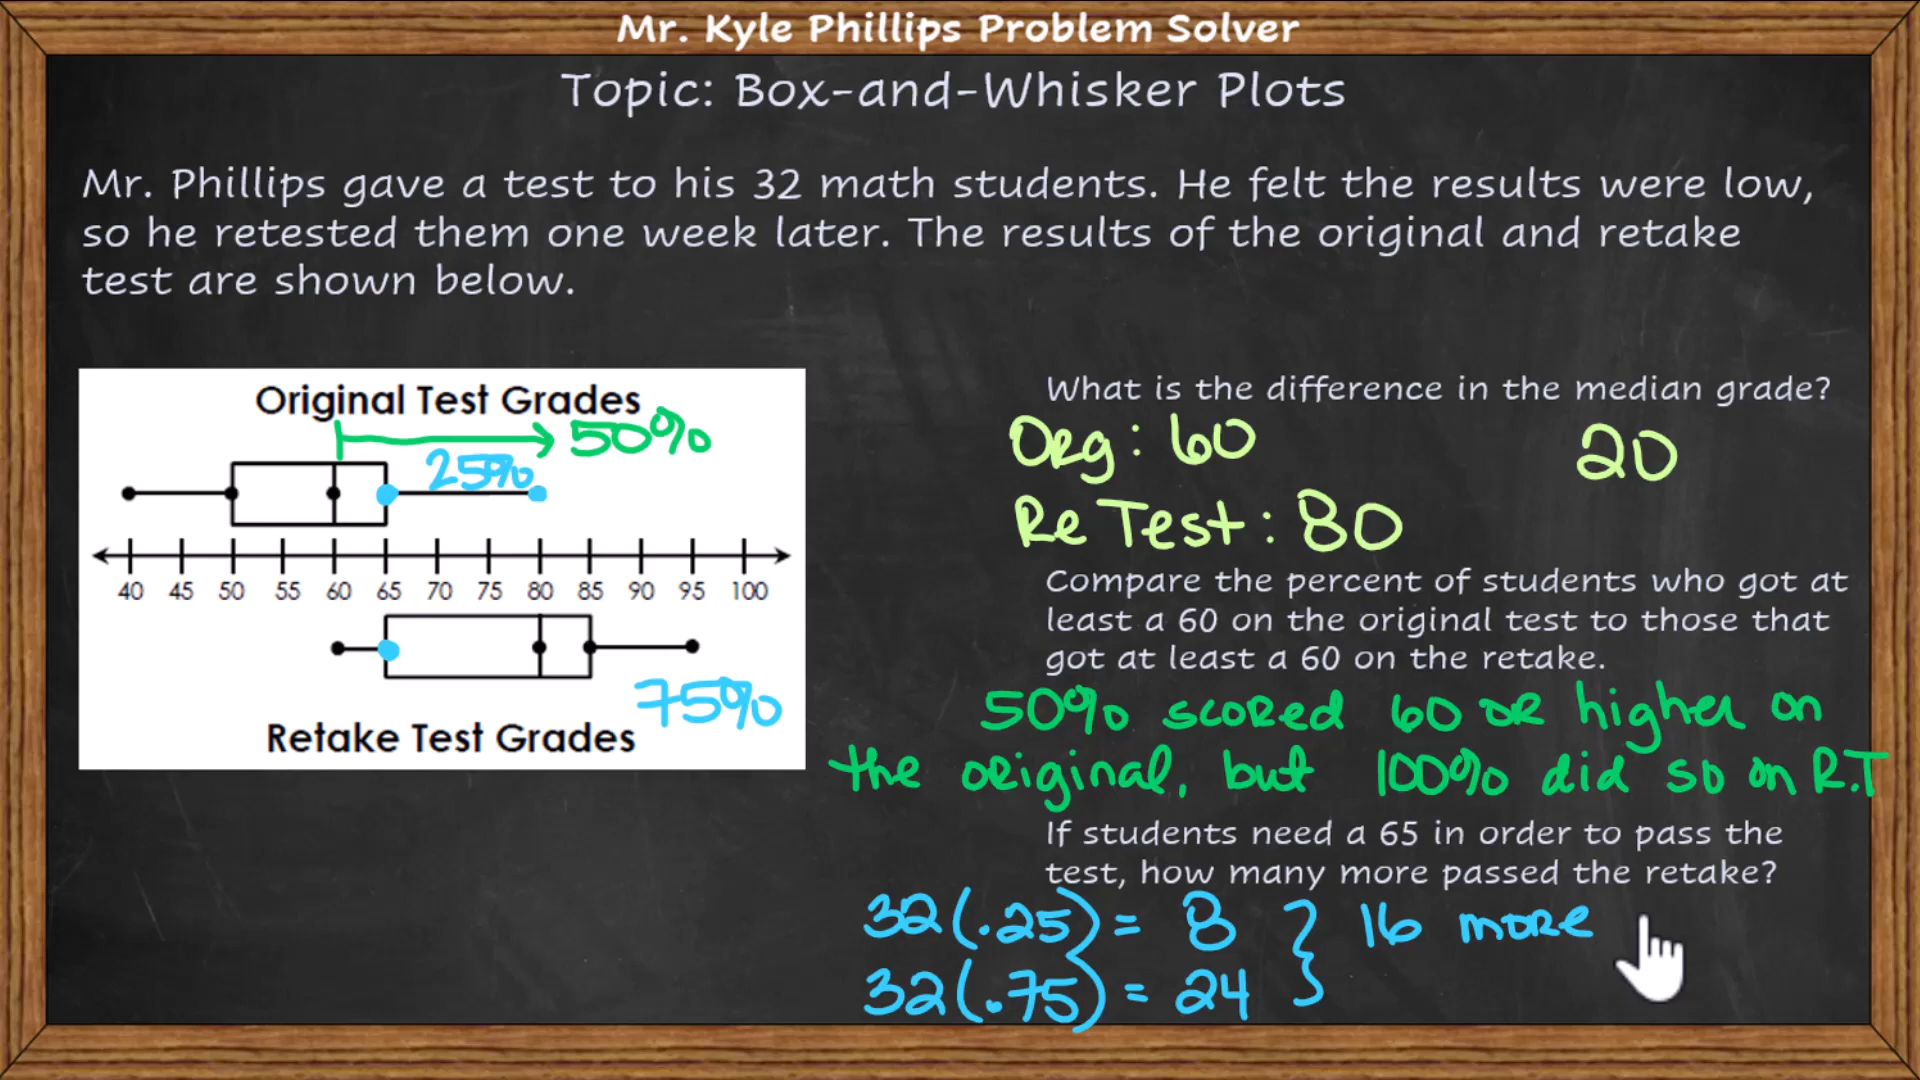 Mr. Kyle Phillips Problem Solver
Topic: Box-and-Whisker Plots
Mr. Phillips gave a test to his 32 math students. He felt the results were low,
so he retested them one week later. The results of the original and retake
test are shown below.
Original Test Grades
50%
25%
40 45 50 55 60 65 70 75 80 85 90 95 100
75%
Retake Test Grades
What is the difference in the median grade?
Org: 60 20
Re Test: 80
Compare the percent of students who got at
least a 60 on the original test to those that
got at least a 60 on the retake.
50% scored 60 or higher on
the original, but 100% did so on R.T
If students need a 65 in order to pass the
test, how many more passed the retake?
32(.25) = 8 } 16 more
32(.75) = 24